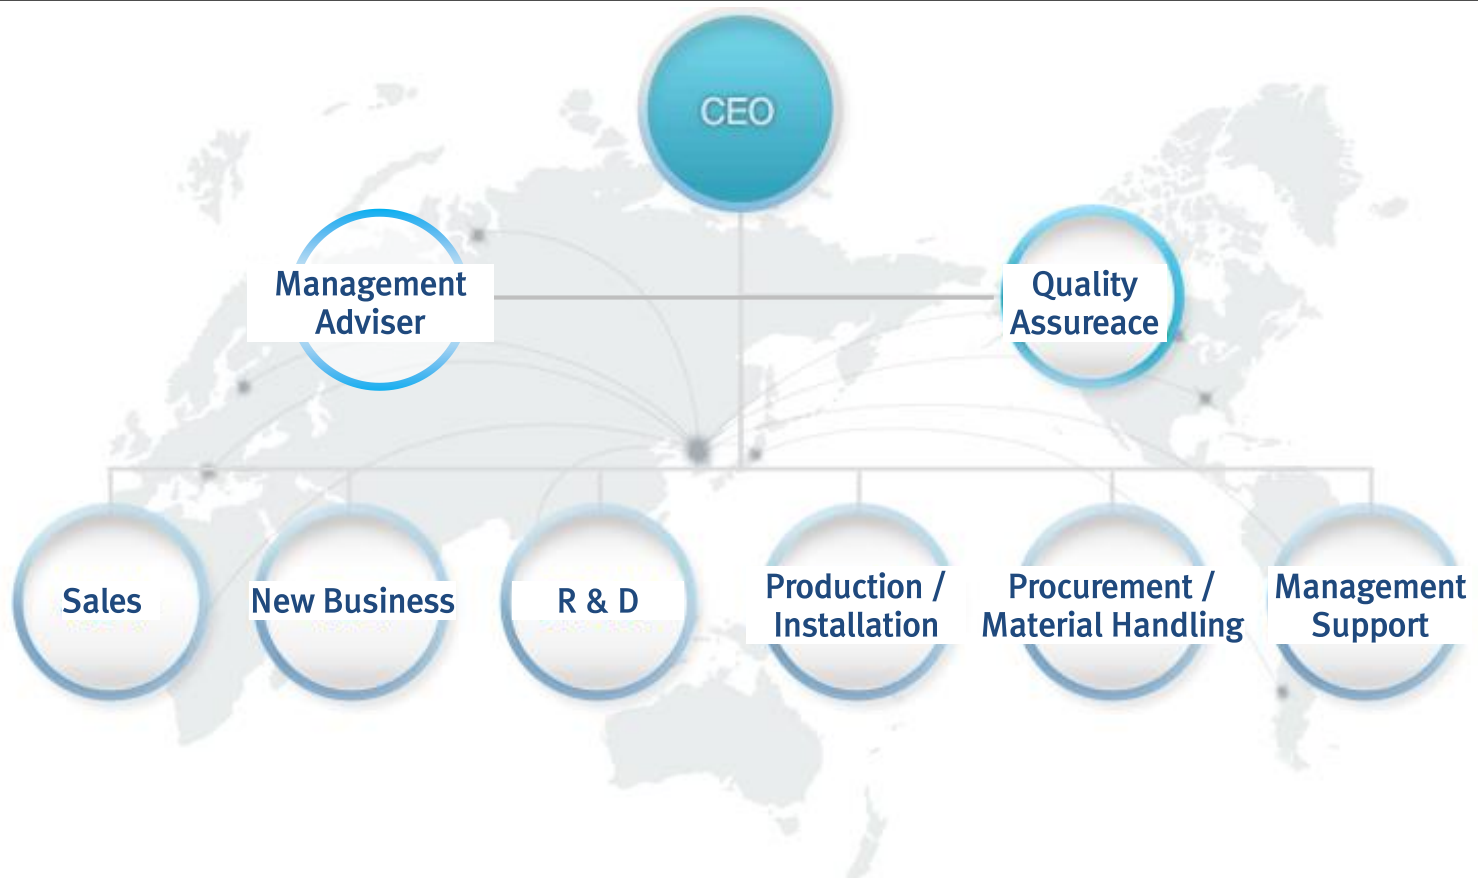 CEO
Management
Adviser
Quality
Assureace
Sales
New Business
R & D
Production /
Installation
Procurement /
Material Handling
Management
Support